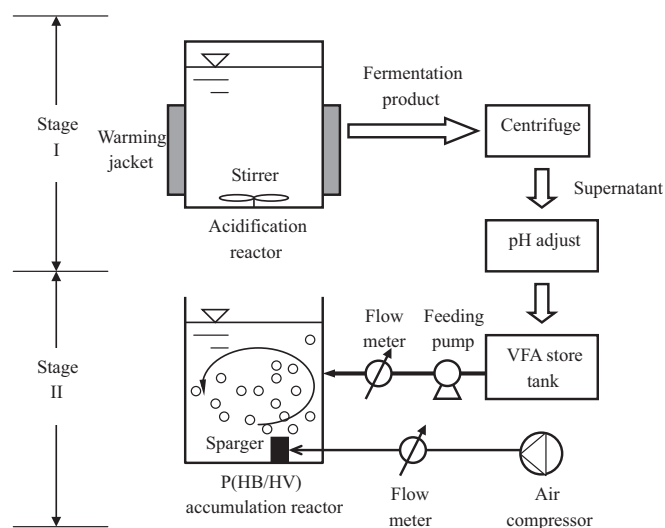 Stage
I
Warming
jacket
Stirrer
Acidification
reactor
Fermentation
product
Centrifuge
Supernatant
pH adjust
Stage
II
Flow
meter
Feeding
pump
VFA store
tank
Sparger
P(HB/HV)
accumulation reactor
Flow
meter
Air
compressor